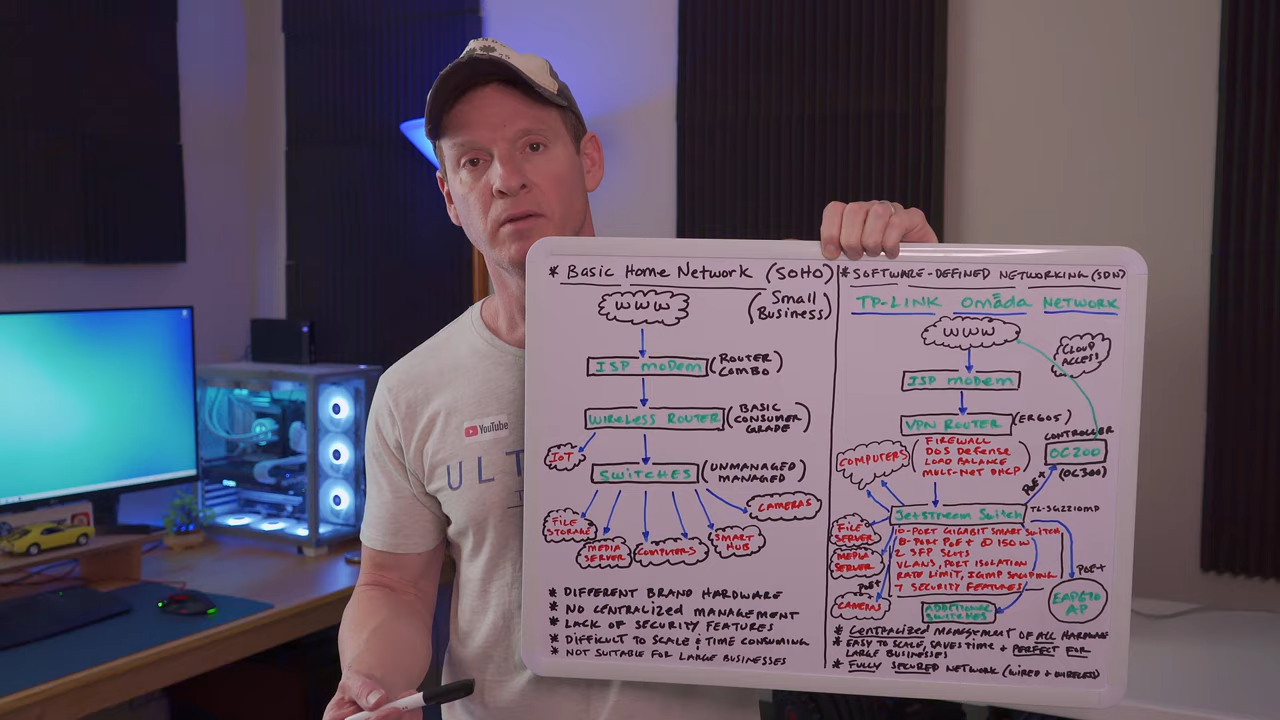 YouTube
ULT
* Basic Home Network (SOHO)
(Small Business)
WWW
ISP modem (ROUTER COMBO)
WIRELESS ROUTER (BASIC CONSUMER GRADE)
IoT
SWITCHES (UNMANAGED MANAGED)
FILE STORAGE
MEDIA SERVER
COMPUTERS
SMART HUB
CAMERAS
* DIFFERENT BRAND HARDWARE
* NO CENTRALIZED MANAGEMENT
* LACK OF SECURITY FEATURES
* DIFFICULT TO SCALE & TIME CONSUMING
* NOT SUITABLE FOR LARGE BUSINESSES
* SOFTWARE-DEFINED NETWORKING (SDN)
TP-LINK Omāda NETWORK
WWW
CLOUD ACCESS
ISP modem
VPN ROUTER (ER605)
COMPUTERS
(FIREWALL
DOS Defense
LOAD BALANCE
MULT-NET DHCP)
CONTROLLER
OC200
(OC300)
PoE+
JetStream Switch
TL-SG2210MP
10-PORT GIGABIT SMART SWITCH
8-PORT PoE+ @ 150W
2 SFP SLOTS
VLANS, PORT ISOLATION
RATE LIMIT, IGMP SNOOPING
7 SECURITY FEATURES
FILE SERVER
MEDIA SERVER
PoE+
CAMERAS
ADDITIONAL SWITCHES
PoE+
EAP670 AP
* CENTRALIZED MANAGEMENT OF ALL HARDWARE
* EASY TO SCALE, SAVES TIME + PERFECT FOR
LARGE BUSINESSES
* FULLY SECURED NETWORK (WIRED + WIRELESS)